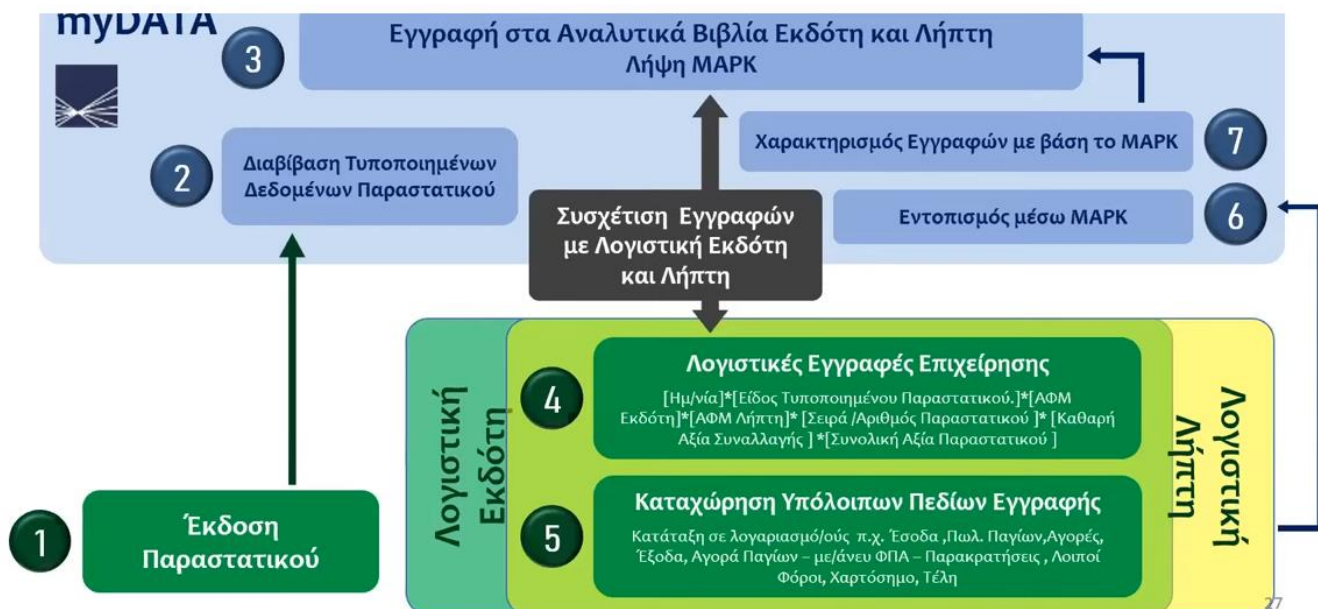 myDATA
3
Εγγραφή στα Αναλυτικά Βιβλία Εκδότη και Λήπτη
Λήψη ΜΑΡΚ
2
Διαβίβαση Τυποποιημένων
Δεδομένων Παραστατικού
Χαρακτηρισμός Εγγραφών με βάση το ΜΑΡΚ
7
Συσχέτιση Εγγραφών
με Λογιστική Εκδότη
και Λήπτη
Εντοπισμός μέσω ΜΑΡΚ
6
1
Έκδοση
Παραστατικού
Λογιστική
Εκδότη
4
Λογιστικές Εγγραφές Επιχείρησης
[Ημ/νία]*[Είδος Τυποποιημένου Παραστατικού.]*[ΑΦΜ
Εκδότη]*[ΑΦΜ Λήπτη]* [Σειρά /Αριθμός Παραστατικού ]* [Καθαρή
Αξία Συναλλαγής ] *[Συνολική Αξία Παραστατικού ]
5
Καταχώρηση Υπόλοιπων Πεδίων Εγγραφής
Κατάταξη σε λογαριασμό/ούς π.χ. Έσοδα ,Πωλ. Παγίων,Αγορές,
Έξοδα, Αγορά Παγίων – με/άνευ ΦΠΑ – Παρακρατήσεις , Λοιποί
Φόροι, Χαρτόσημο, Τέλη
Λογιστική
Λήπτη
27